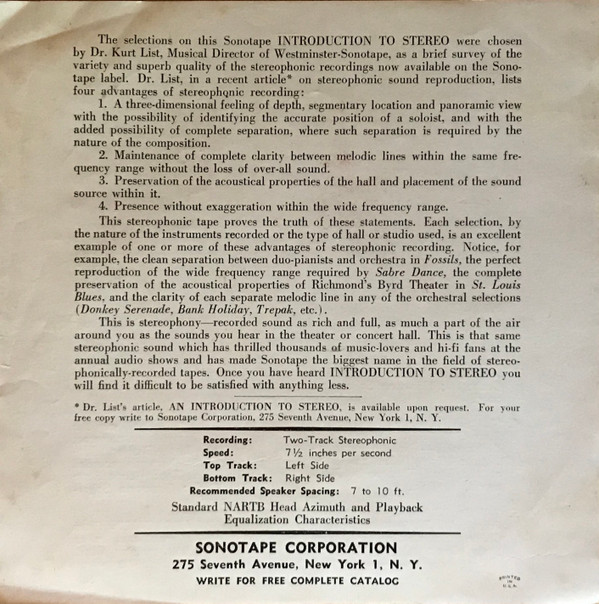 The selections on this Sonotape INTRODUCTION TO STEREO were chosen
by Dr. Kurt List, Musical Director of Westminster-Sonotape, as a brief survey of the
variety and superb quality of the stereophonic recordings now available on the Sono-
tape label. Dr. List, in a recent article* on stereophonic sound reproduction, lists
four advantages of stereophonic recording:
1. A three-dimensional feeling of depth, segmentary location and panoramic view
with the possibility of identifying the accurate position of a soloist, and with the
added possibility of complete separation, where such separation is required by the
nature of the composition.
2. Maintenance of complete clarity between melodic lines within the same fre-
quency range without the loss of over-all sound.
3. Preservation of the acoustical properties of the hall and placement of the sound
source within it.
4. Presence without exaggeration within the wide frequency range.
This stereophonic tape proves the truth of these statements. Each selection, by
the nature of the instruments recorded or the type of hall or studio used, is an excellent
example of one or more of these advantages of stereophonic recording. Notice, for
example, the clean separation between duo-pianists and orchestra in Fossils, the perfect
reproduction of the wide frequency range required by Sabre Dance, the complete
preservation of the acoustical properties of Richmond's Byrd Theater in St. Louis
Blues, and the clarity of each separate melodic line in any of the orchestral selections
(Donkey Serenade, Bank Holiday, Trepak, etc.).
This is stereophony—recorded sound as rich and full, as much a part of the air
around you as the sounds you hear in the theater or concert hall. This is that same
stereophonic sound which has thrilled thousands of music-lovers and hi-fi fans at the
annual audio shows and has made Sonotape the biggest name in the field of stereo-
phonically-recorded tapes. Once you have heard INTRODUCTION TO STEREO you
will find it difficult to be satisfied with anything less.
* Dr. List's article, AN INTRODUCTION TO STEREO, is available upon request. For your
free copy write to Sonotape Corporation, 275 Seventh Avenue, New York 1, N. Y.
Recording: Two-Track Stereophonic
Speed: 7½ inches per second
Top Track: Left Side
Bottom Track: Right Side
Recommended Speaker Spacing: 7 to 10 ft.
Standard NARTB Head Azimuth and Playback
Equalization Characteristics
SONOTAPE CORPORATION
275 Seventh Avenue, New York 1, N. Y.
WRITE FOR FREE COMPLETE CATALOG
PRINTED
IN
U.S.A.